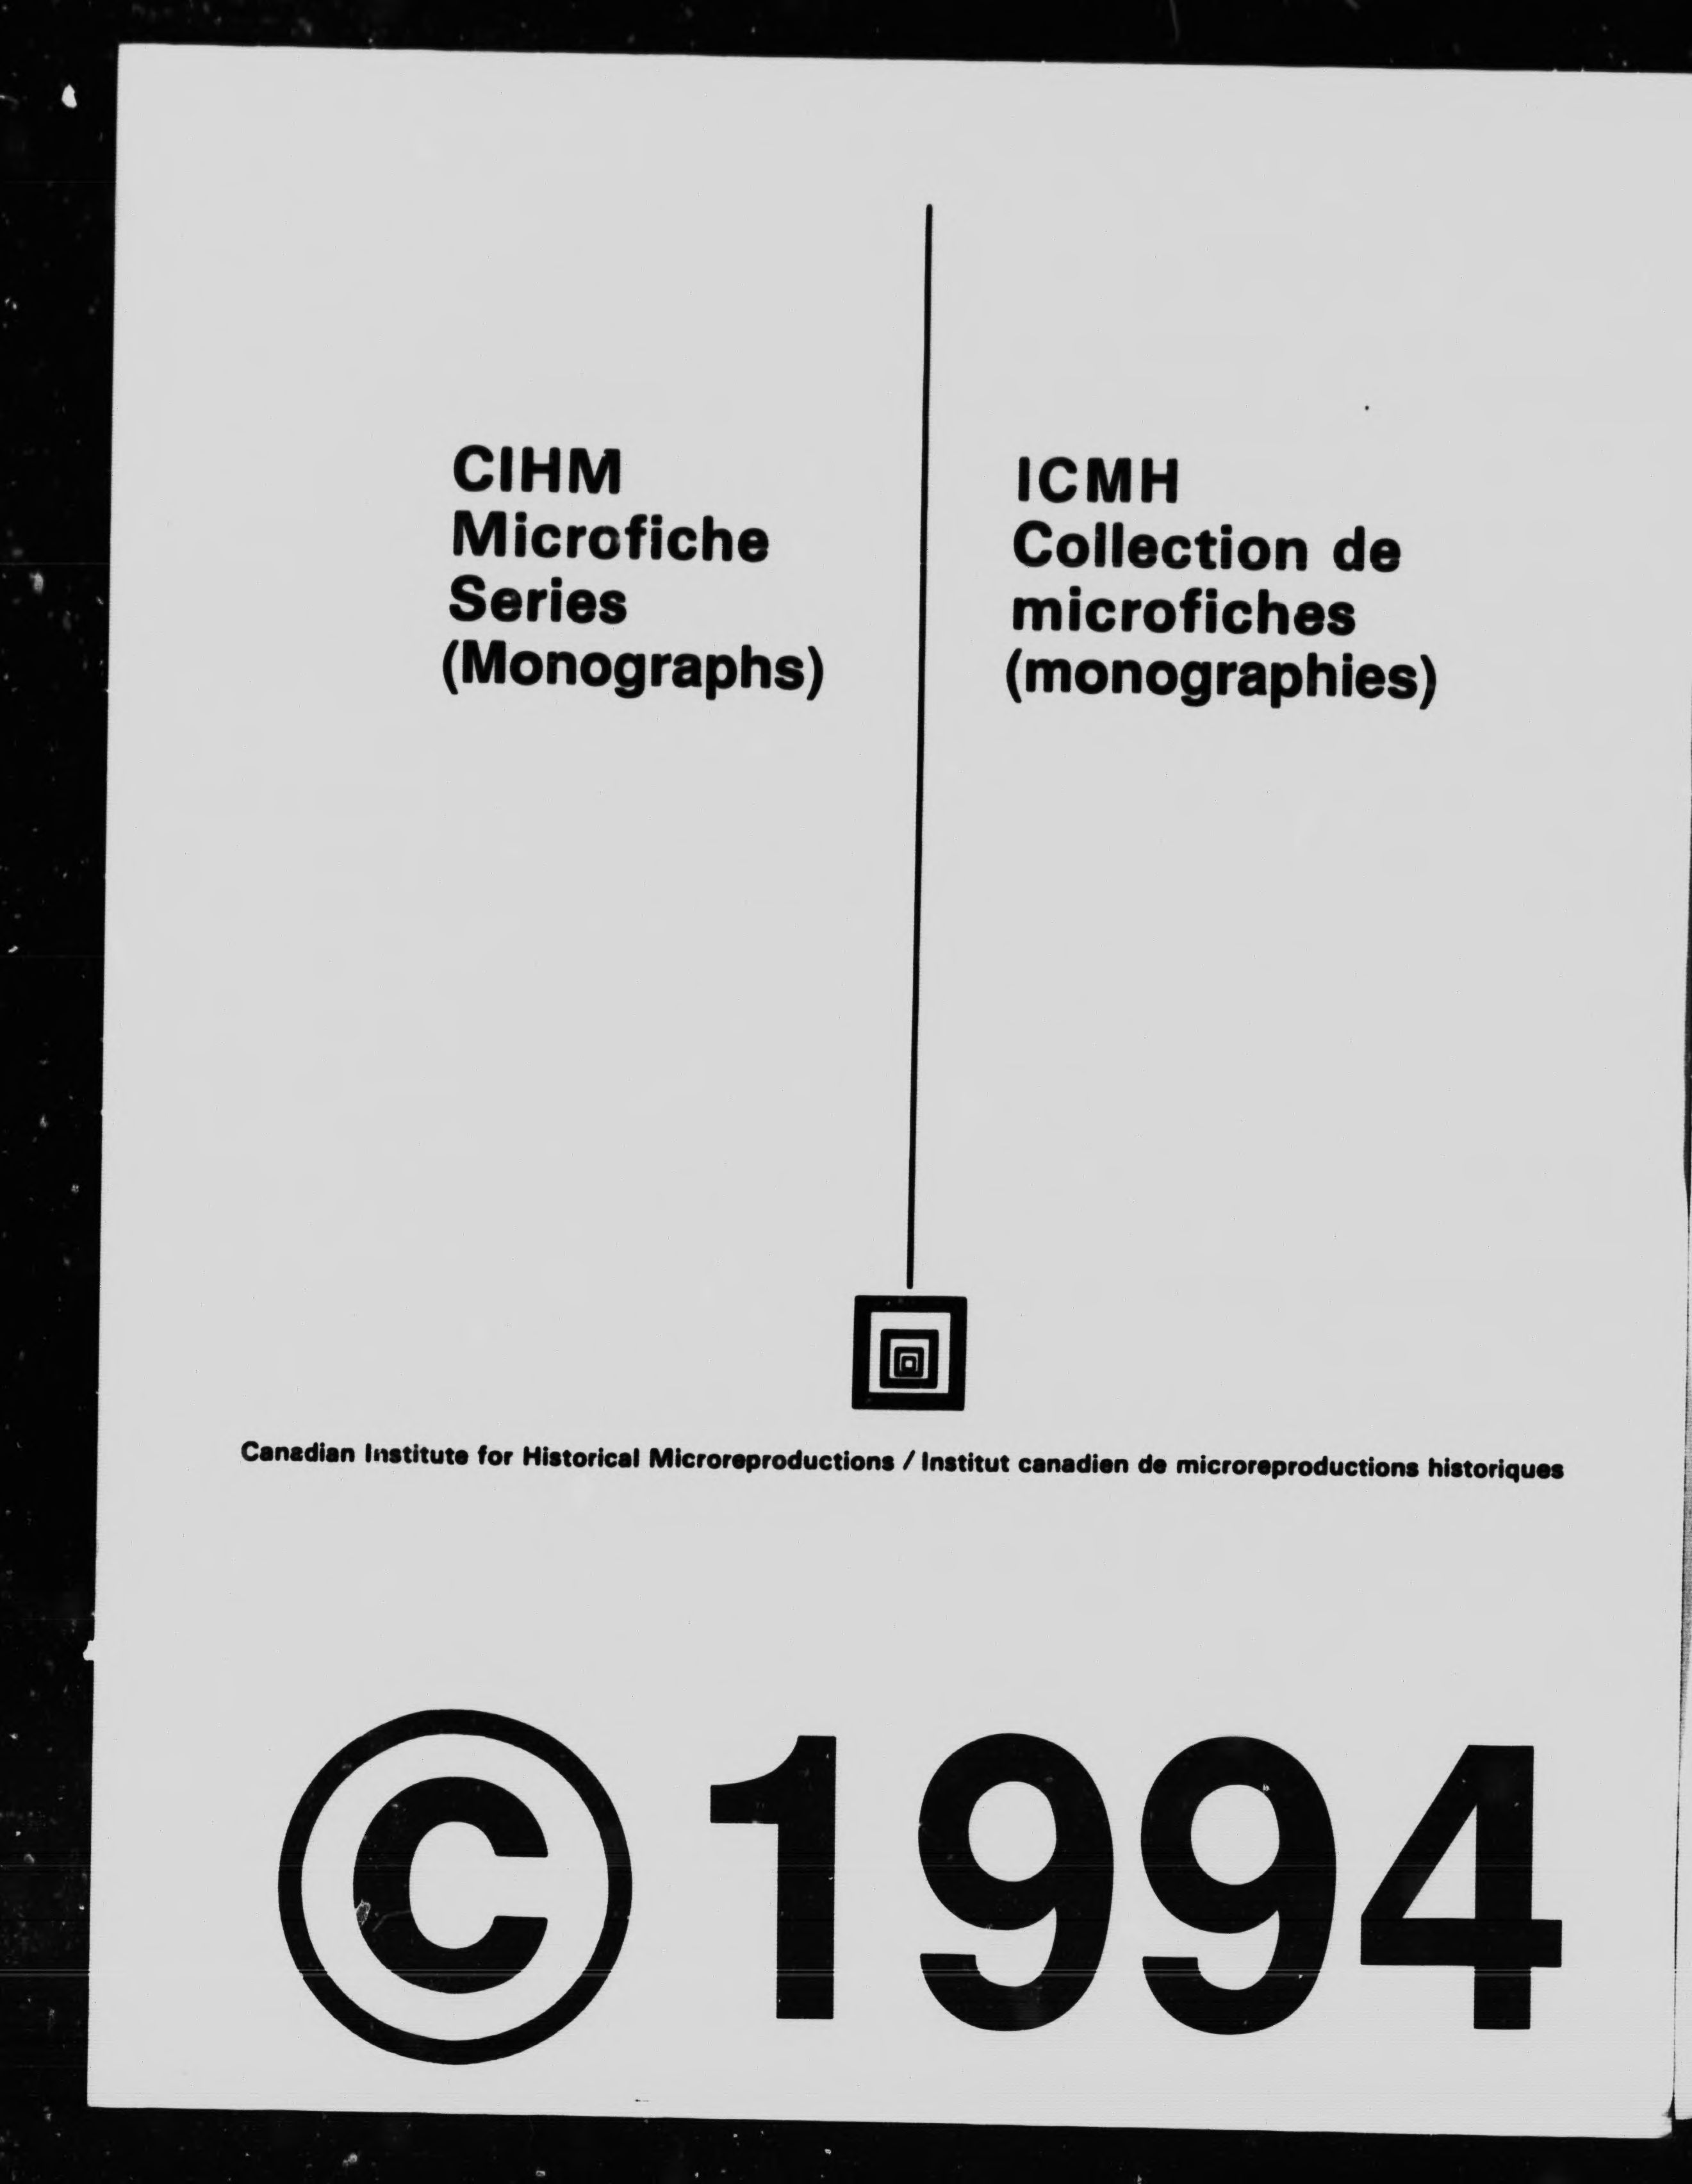 CIHM
Microfiche
Series
(Monographs)
ICMH
Collection de
microfiches
(monographies)
Canadian Institute for Historical Microreproductions / Institut canadien de microreproductions historiques
©1994